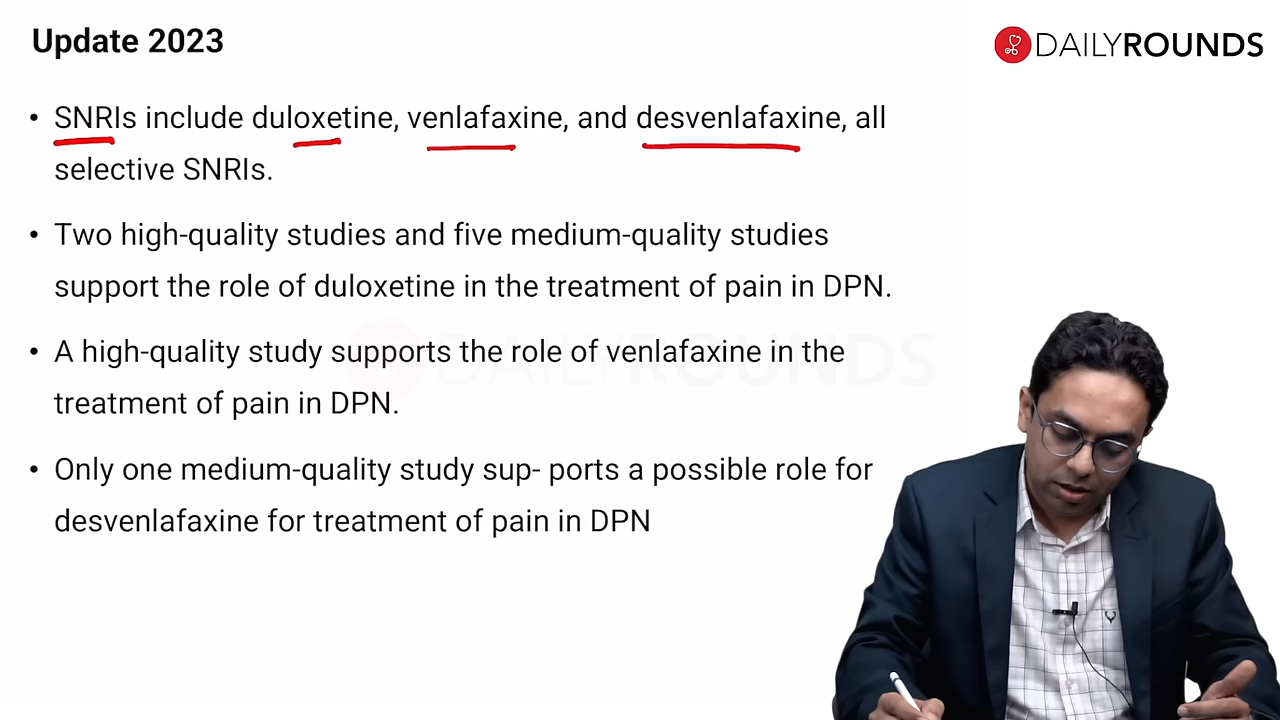 Update 2023
DAILYROUNDS
• SNRIs include duloxetine, venlafaxine, and desvenlafaxine, all
selective SNRIs.
• Two high-quality studies and five medium-quality studies
support the role of duloxetine in the treatment of pain in DPN.
• A high-quality study supports the role of venlafaxine in the
treatment of pain in DPN.
DAILYROUNDS
• Only one medium-quality study sup- ports a possible role for
desvenlafaxine for treatment of pain in DPN